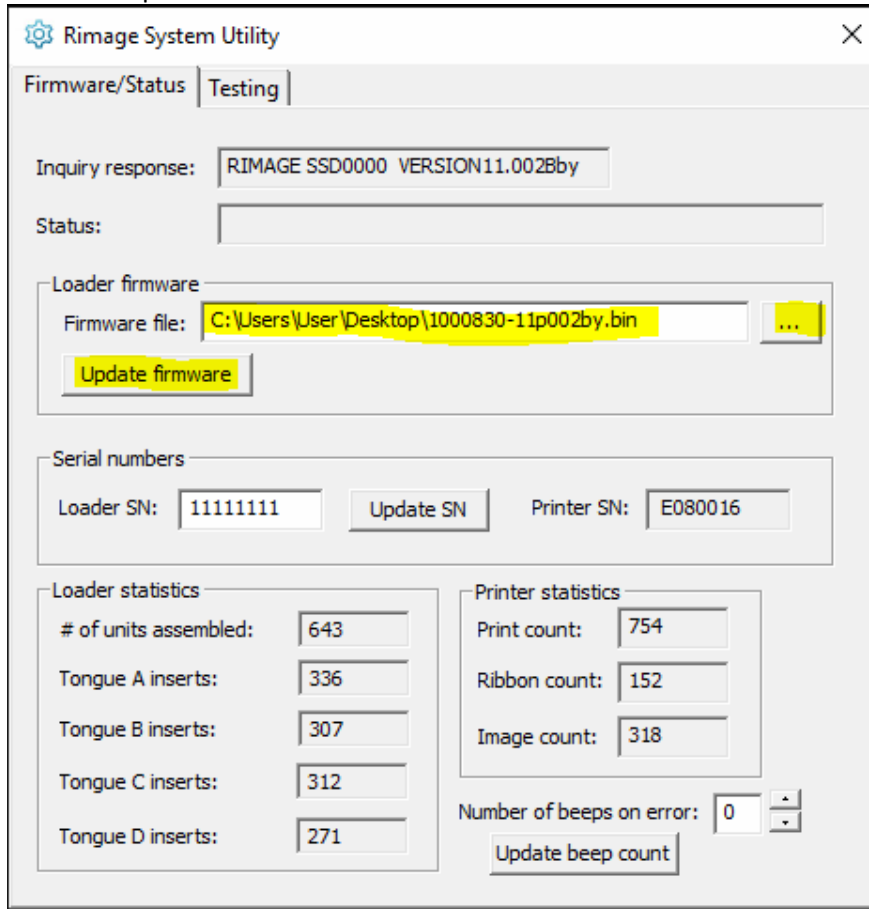 Rimage System Utility
Firmware/Status Testing
Inquiry response: RIMAGE SSD0000 VERSION11.002Bby
Status:
Loader firmware
Firmware file: C:\Users\User\Desktop\1000830-11p002by.bin ...
Update firmware
Serial numbers
Loader SN: 11111111 Update SN Printer SN: E080016
Loader statistics
# of units assembled: 643
Tongue A inserts: 336
Tongue B inserts: 307
Tongue C inserts: 312
Tongue D inserts: 271
Printer statistics
Print count: 754
Ribbon count: 152
Image count: 318
Number of beeps on error: 0
Update beep count